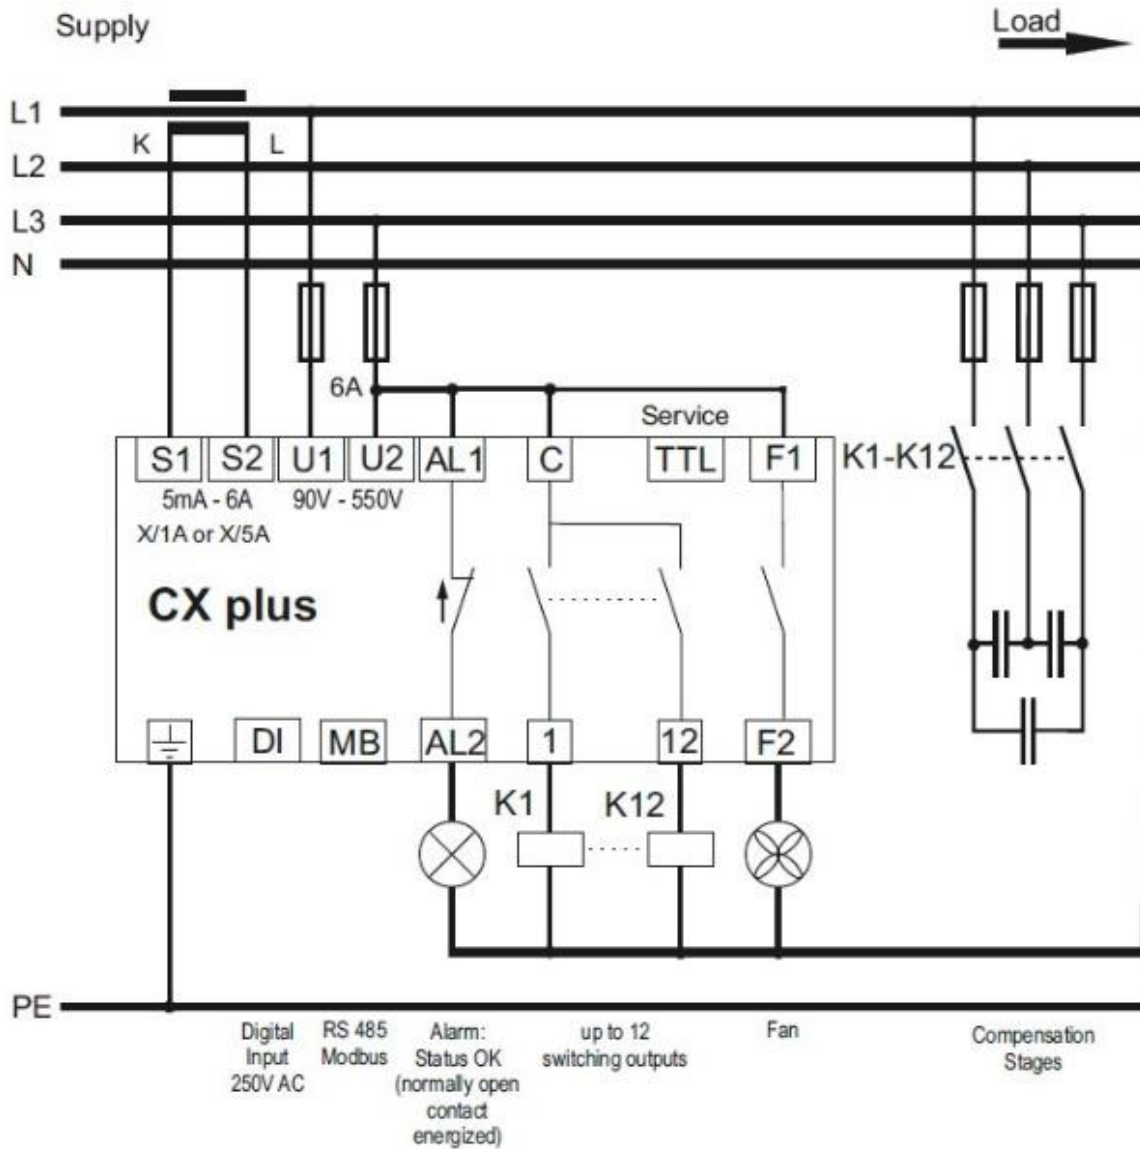 Supply
Load
L1
K
L
L2
L3
N
6A
Service
S1
S2
U1
U2
AL1
C
TTL
F1
K1-K12
5mA - 6A
90V - 550V
X/1A or X/5A
CX plus
DI
MB
AL2
1
12
F2
K1
K12
PE
Digital
Input
250V AC
RS 485
Modbus
Alarm:
Status OK
(normally open
contact
energized)
up to 12
switching outputs
Fan
Compensation
Stages